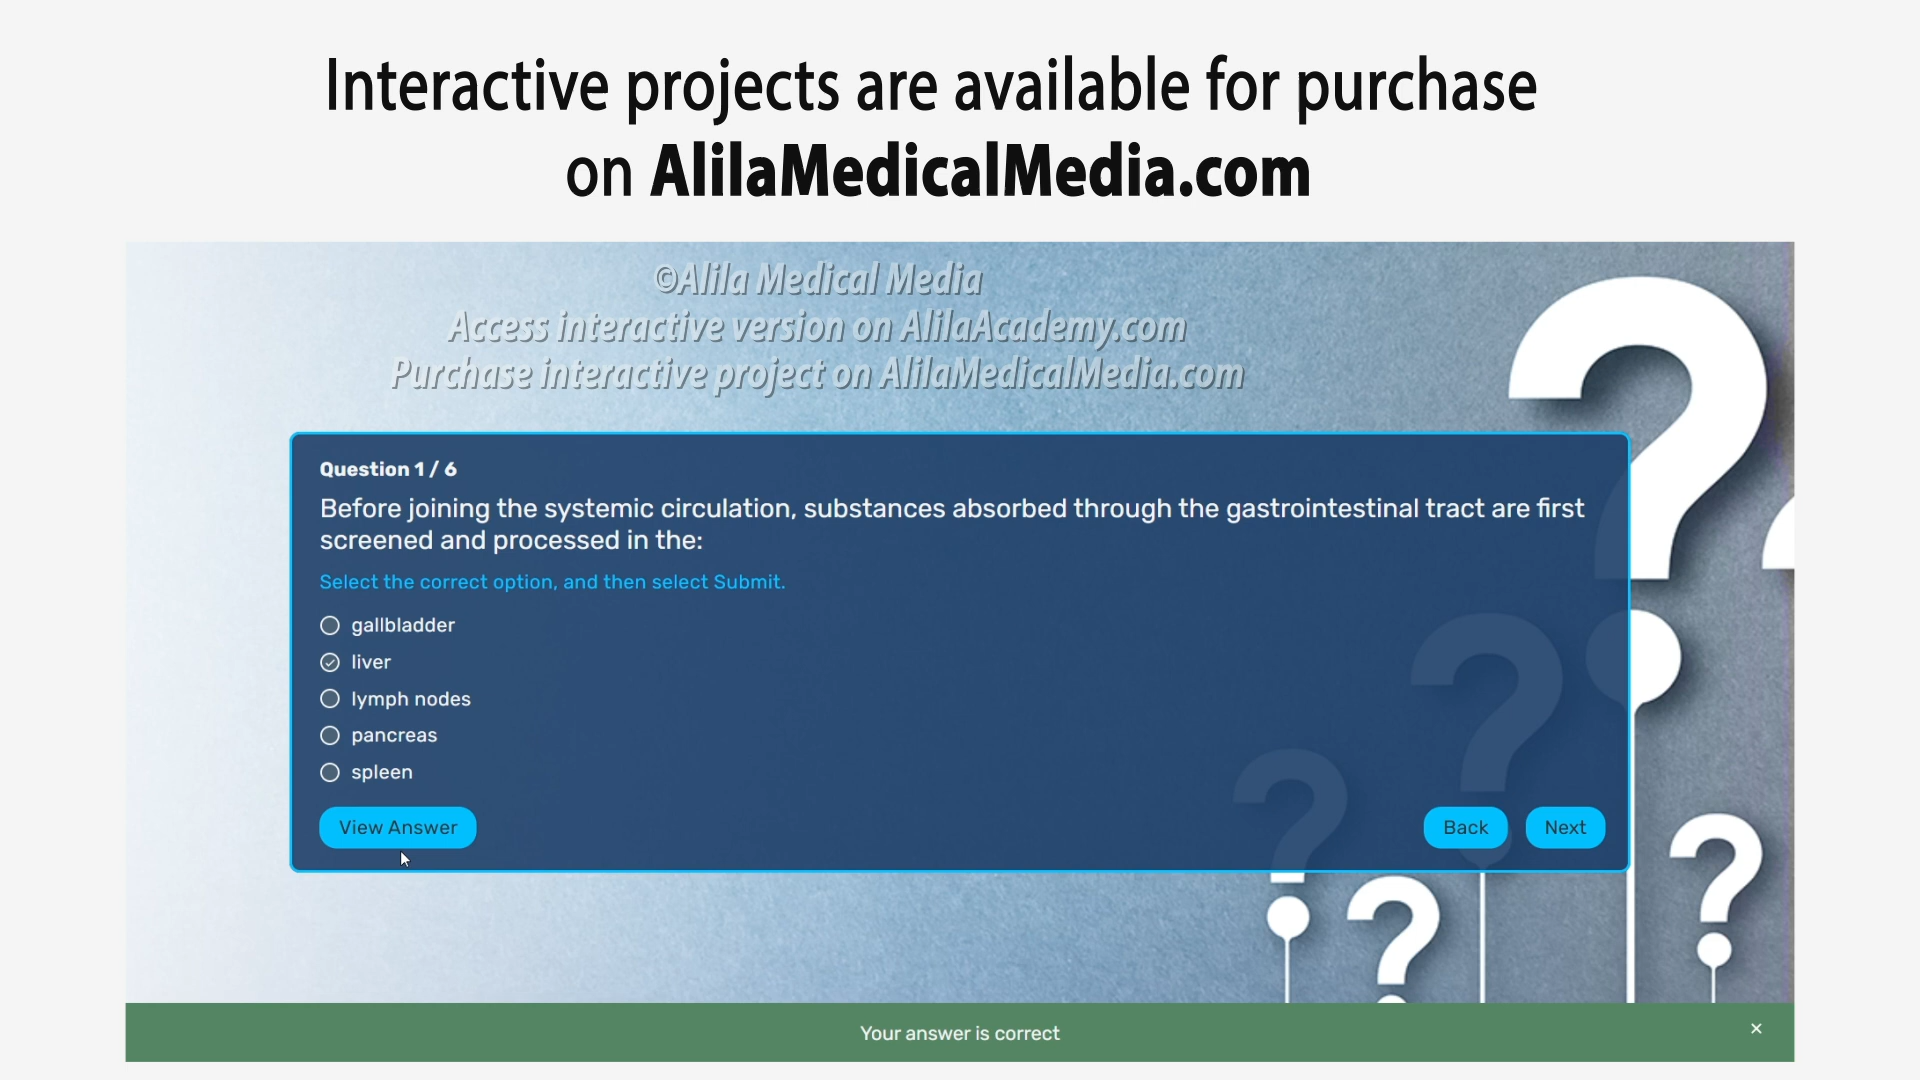 Interactive projects are available for purchase
on AlilaMedicalMedia.com
©Alila Medical Media
Access interactive version on AlilaAcademy.com
Purchase interactive project on AlilaMedicalMedia.com
Question 1 / 6
Before joining the systemic circulation, substances absorbed through the gastrointestinal tract are first
screened and processed in the:
Select the correct option, and then select Submit.
gallbladder
liver
lymph nodes
pancreas
spleen
View Answer
Back
Next
Your answer is correct